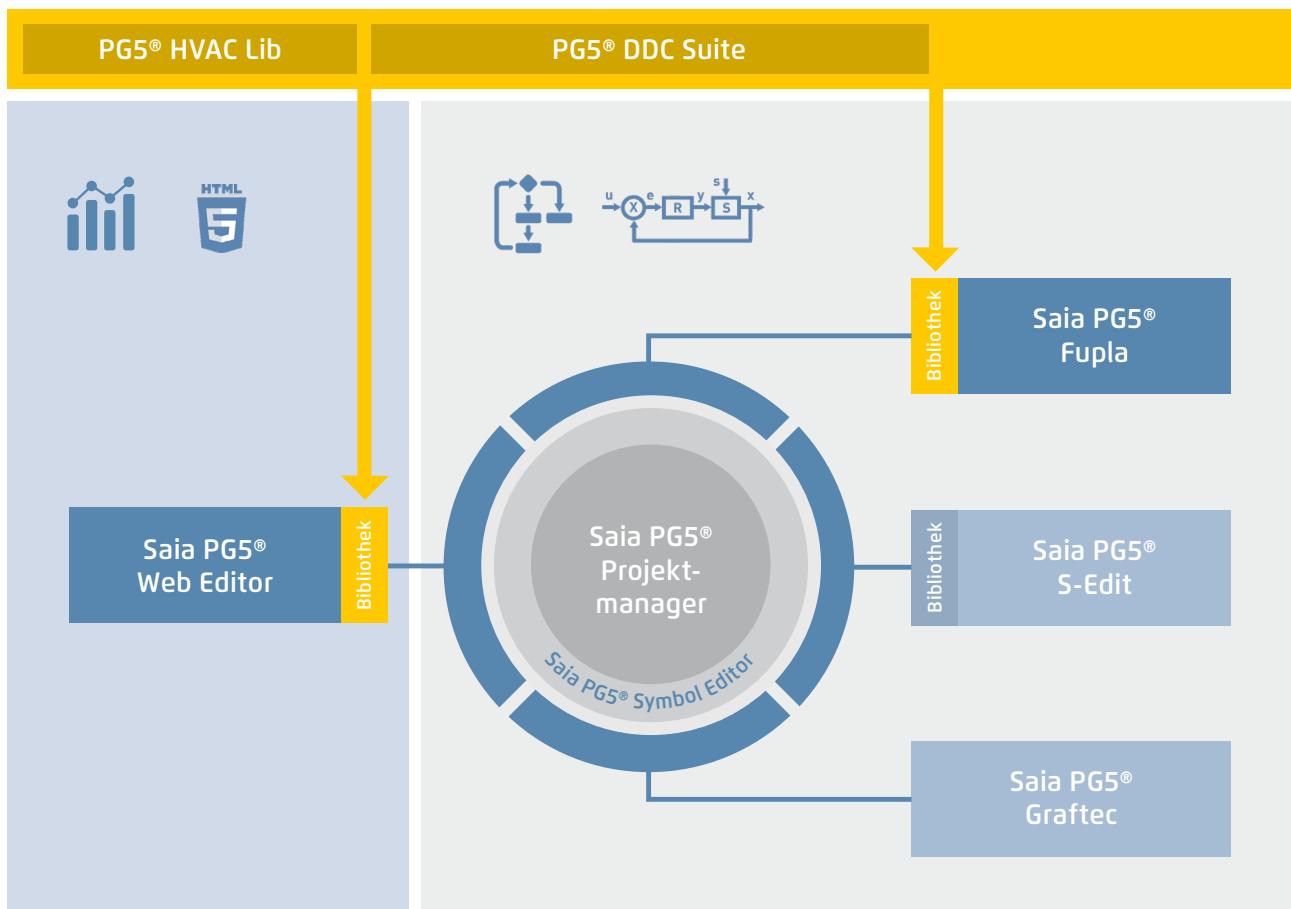 PG5® HVAC Lib
PG5® DDC Suite
HTML
5
u
e
y
s
x
X
R
S
Bibliothek
Saia PG5®
Fupla
Saia PG5®
Web Editor
Bibliothek
Saia PG5®
Projekt-
manager
Saia PG5® Symbol Editor
Bibliothek
Saia PG5®
S-Edit
Saia PG5®
Graftec